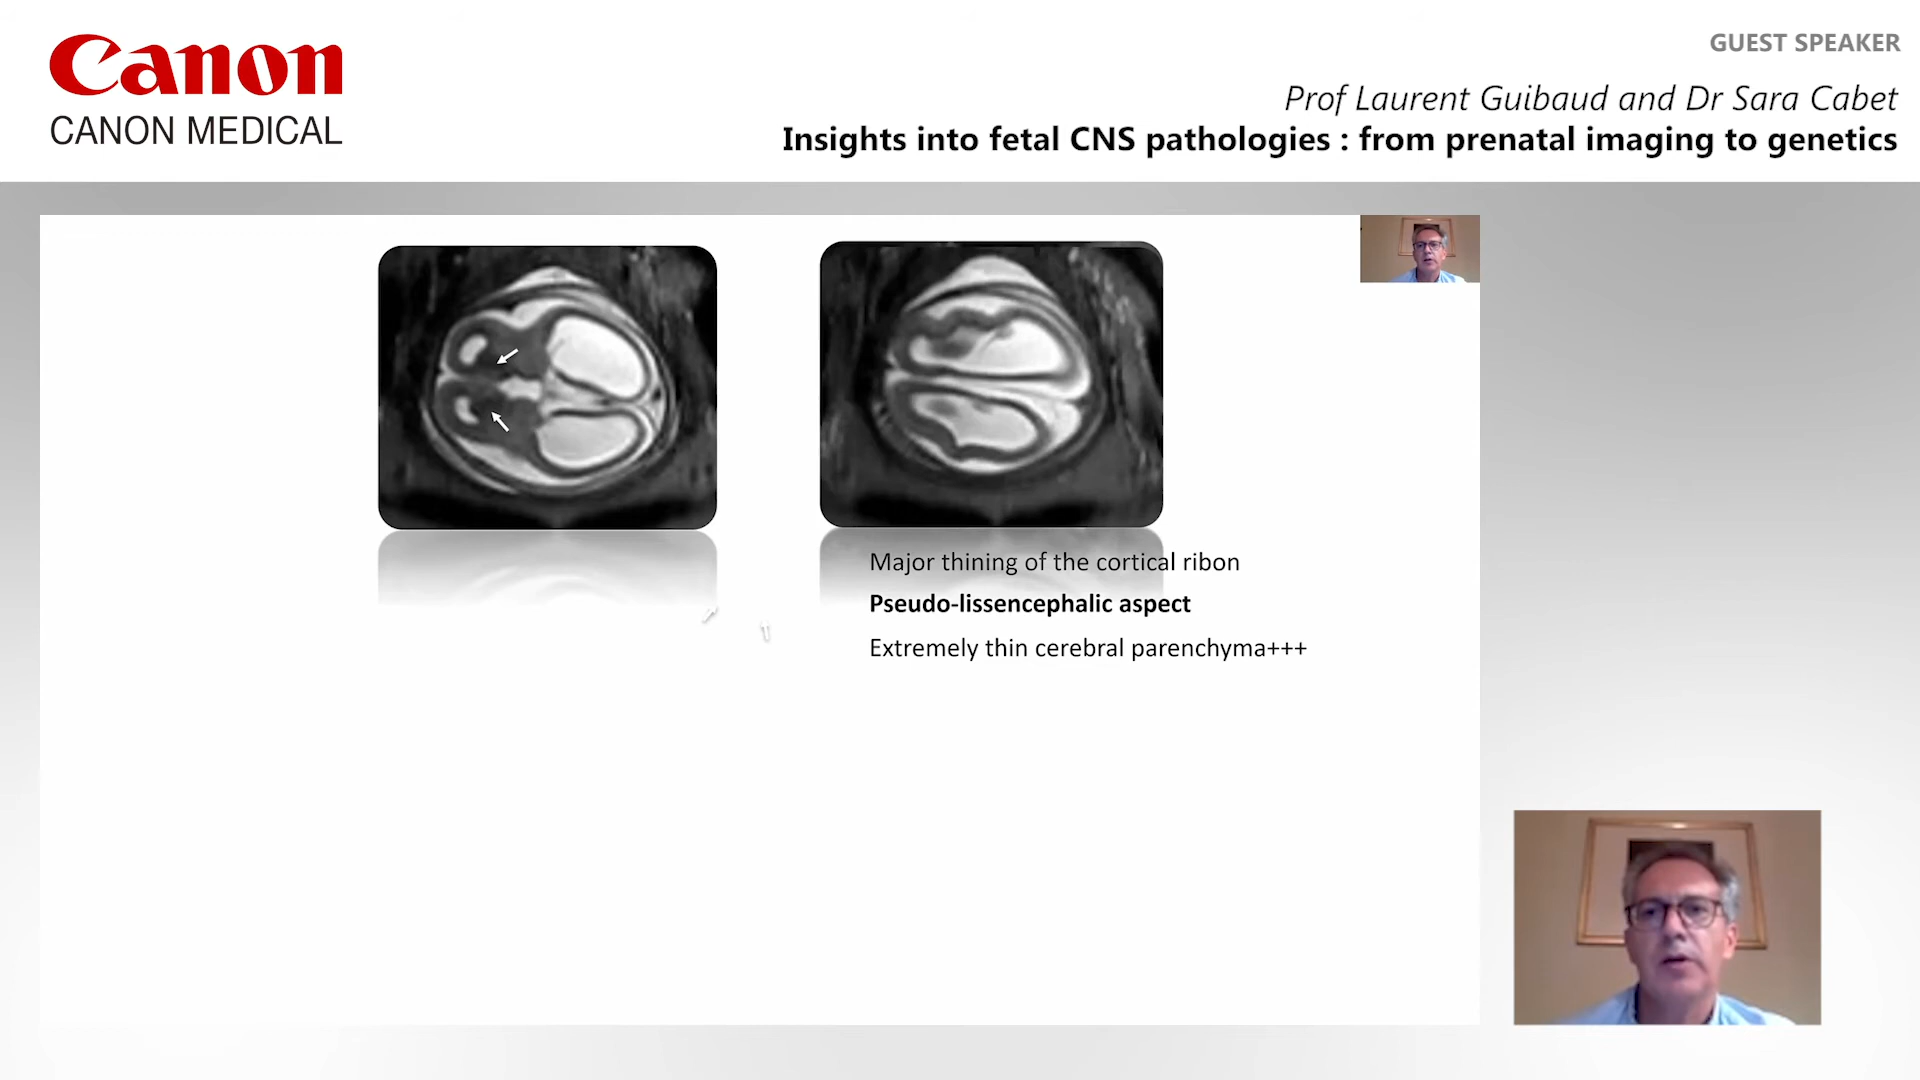 Canon
CANON MEDICAL
GUEST SPEAKER
Prof Laurent Guibaud and Dr Sara Cabet
Insights into fetal CNS pathologies : from prenatal imaging to genetics
Major thining of the cortical ribon
Pseudo-lissencephalic aspect
Extremely thin cerebral parenchyma+++